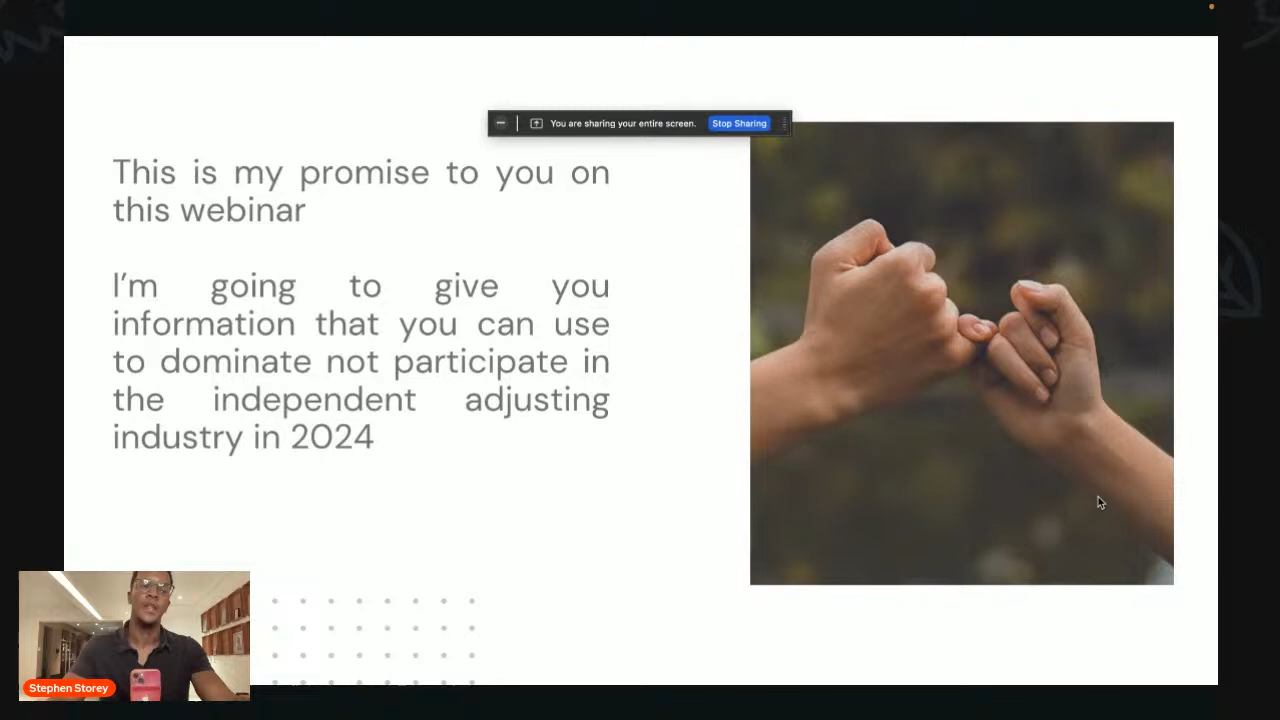 You are sharing your entire screen. Stop Sharing
This is my promise to you on
this webinar
I'm going to give you
information that you can use
to dominate not participate in
the independent adjusting
industry in 2024
Stephen Storey